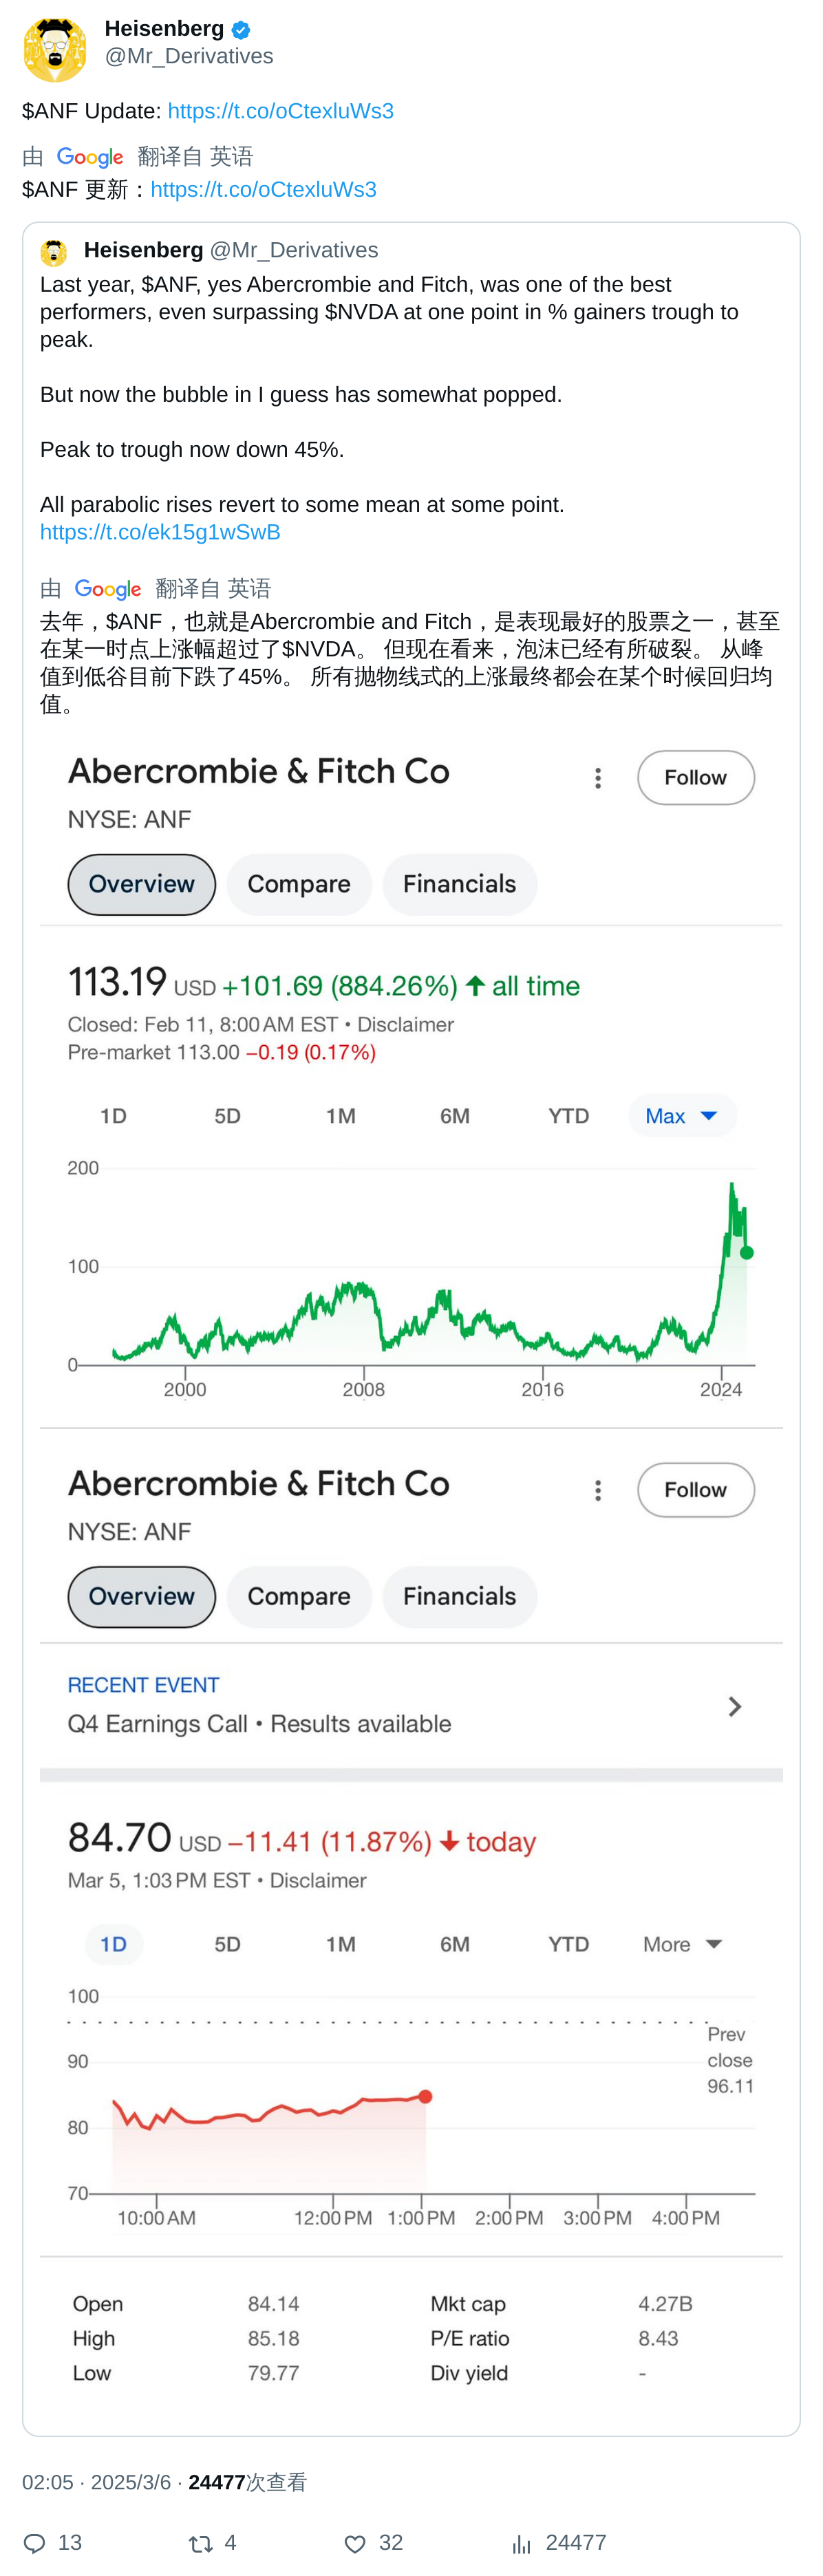 Heisenberg
@Mr_Derivatives
$ANF Update: https://t.co/oCtexluWs3
由 Google 翻译自 英语
$ANF 更新：https://t.co/oCtexluWs3
Heisenberg @Mr_Derivatives
Last year, $ANF, yes Abercrombie and Fitch, was one of the best
performers, even surpassing $NVDA at one point in % gainers trough to
peak.
But now the bubble in I guess has somewhat popped.
Peak to trough now down 45%.
All parabolic rises revert to some mean at some point.
https://t.co/ek15g1wSwB
由 Google 翻译自 英语
去年，$ANF，也就是Abercrombie and Fitch，是表现最好的股票之一，甚至
在某一时点上涨幅超过了$NVDA。 但现在看来，泡沫已经有所破裂。 从峰
值到低谷目前下跌了45%。 所有抛物线式的上涨最终都会在某个时候回归均
值。
Abercrombie & Fitch Co
Follow
NYSE: ANF
Overview Compare Financials
113.19 USD +101.69 (884.26%) ↑ all time
Closed: Feb 11, 8:00 AM EST • Disclaimer
Pre-market 113.00 −0.19 (0.17%)
1D 5D 1M 6M YTD Max
200
100
0
2000 2008 2016 2024
Abercrombie & Fitch Co
Follow
NYSE: ANF
Overview Compare Financials
RECENT EVENT
Q4 Earnings Call • Results available
84.70 USD −11.41 (11.87%) ↓ today
Mar 5, 1:03 PM EST • Disclaimer
1D 5D 1M 6M YTD More
100
Prev
close
96.11
90
80
70
10:00 AM 12:00 PM 1:00 PM 2:00 PM 3:00 PM 4:00 PM
Open 84.14 Mkt cap 4.27B
High 85.18 P/E ratio 8.43
Low 79.77 Div yield -
02:05 · 2025/3/6 · 24477次查看
13 4 32 24477